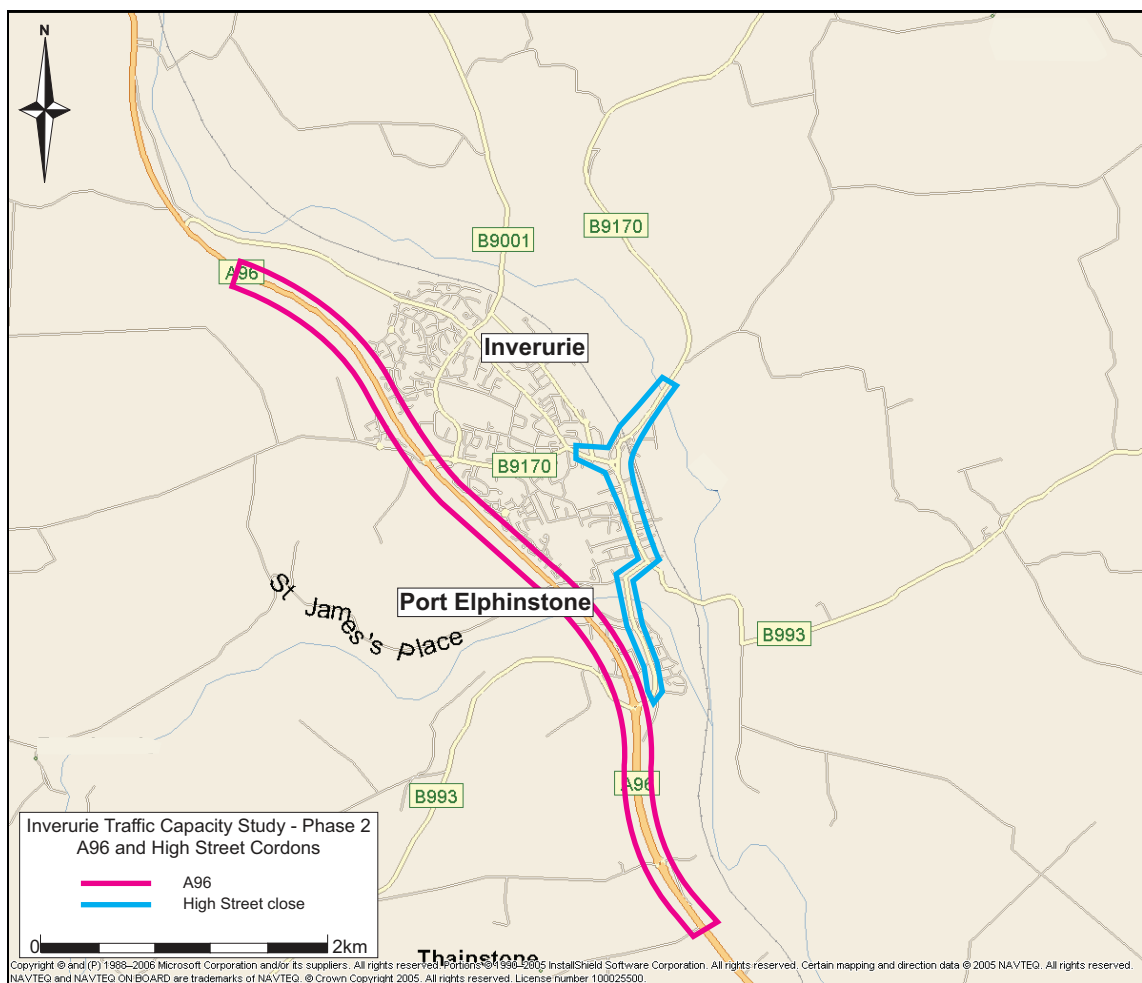 N
B9170
B9001
A96
Inverurie
B9170
St James's Place
Port Elphinstone
B993
A96
B993
Inverurie Traffic Capacity Study - Phase 2
A96 and High Street Cordons
A96
High Street close
0 2km
Thainstone
Copyright © and (P) 1988–2006 Microsoft Corporation and/or its suppliers. All rights reserved. Portions © 1990–2005 InstallShield Software Corporation. All rights reserved. Certain mapping and direction data © 2005 NAVTEQ. All rights reserved.
NAVTEQ and NAVTEQ ON BOARD are trademarks of NAVTEQ. © Crown Copyright 2005. All rights reserved. License number 100025500.